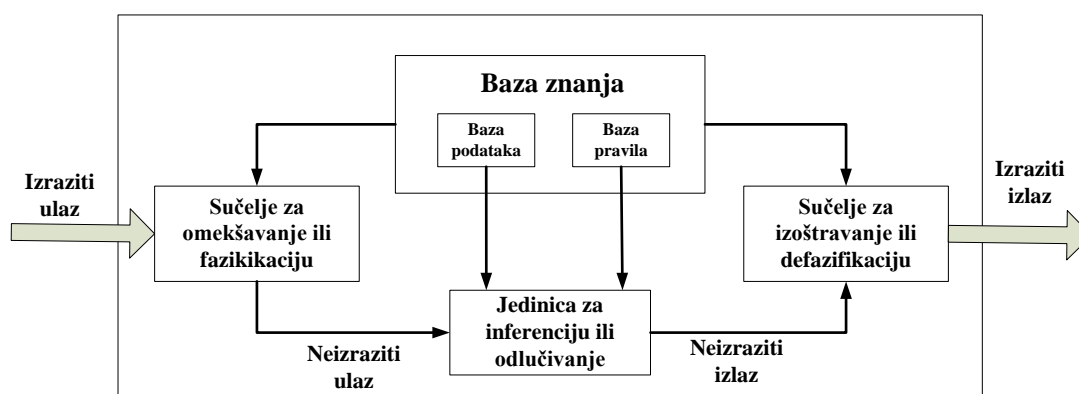 Baza znanja
Baza
podataka
Baza
pravila
Izraziti
ulaz
Izraziti
izlaz
Sučelje za
omekšavanje ili
fazikikaciju
Sučelje za
izoštravanje ili
defazifikaciju
Jedinica za
inferenciju ili
odlučivanje
Neizraziti
ulaz
Neizraziti
izlaz